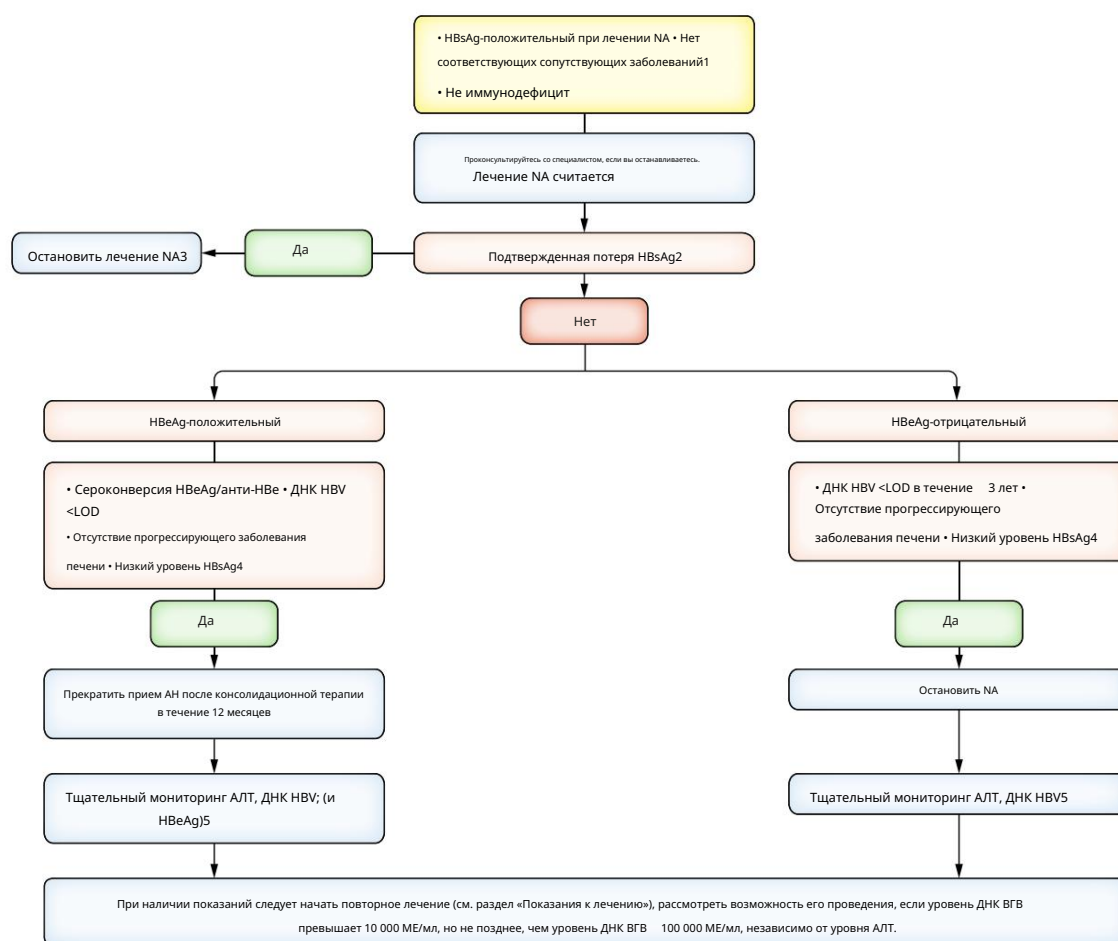 • HBsAg-положительный при лечении NA • Нет
соответствующих сопутствующих заболеваний1
• Не иммунодефицит
Проконсультируйтесь со специалистом, если вы останавливаетесь.
Лечение NA считается
Остановить лечение NA3
Да
Подтвержденная потеря HBsAg2
Нет
HBeAg-положительный
HBeAg-отрицательный
• Сероконверсия HBeAg/анти-HBe • ДНК HBV
<LOD
• Отсутствие прогрессирующего заболевания
печени • Низкий уровень HBsAg4
• ДНК HBV <LOD в течение 3 лет •
Отсутствие прогрессирующего
заболевания печени • Низкий уровень HBsAg4
Да
Да
Прекратить прием АН после консолидационной терапии
в течение 12 месяцев
Остановить NA
Тщательный мониторинг АЛТ, ДНК HBV; (и
HBeAg)5
Тщательный мониторинг АЛТ, ДНК HBV5
При наличии показаний следует начать повторное лечение (см. раздел «Показания к лечению»), рассмотреть возможность его проведения, если уровень ДНК ВГВ
превышает 10 000 МЕ/мл, но не позднее, чем уровень ДНК ВГВ 100 000 МЕ/мл, независимо от уровня АЛТ.